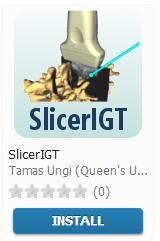 SlicerIGT
SlicerIGT
Tamas Ungi (Queen's U...
(0)
INSTALL